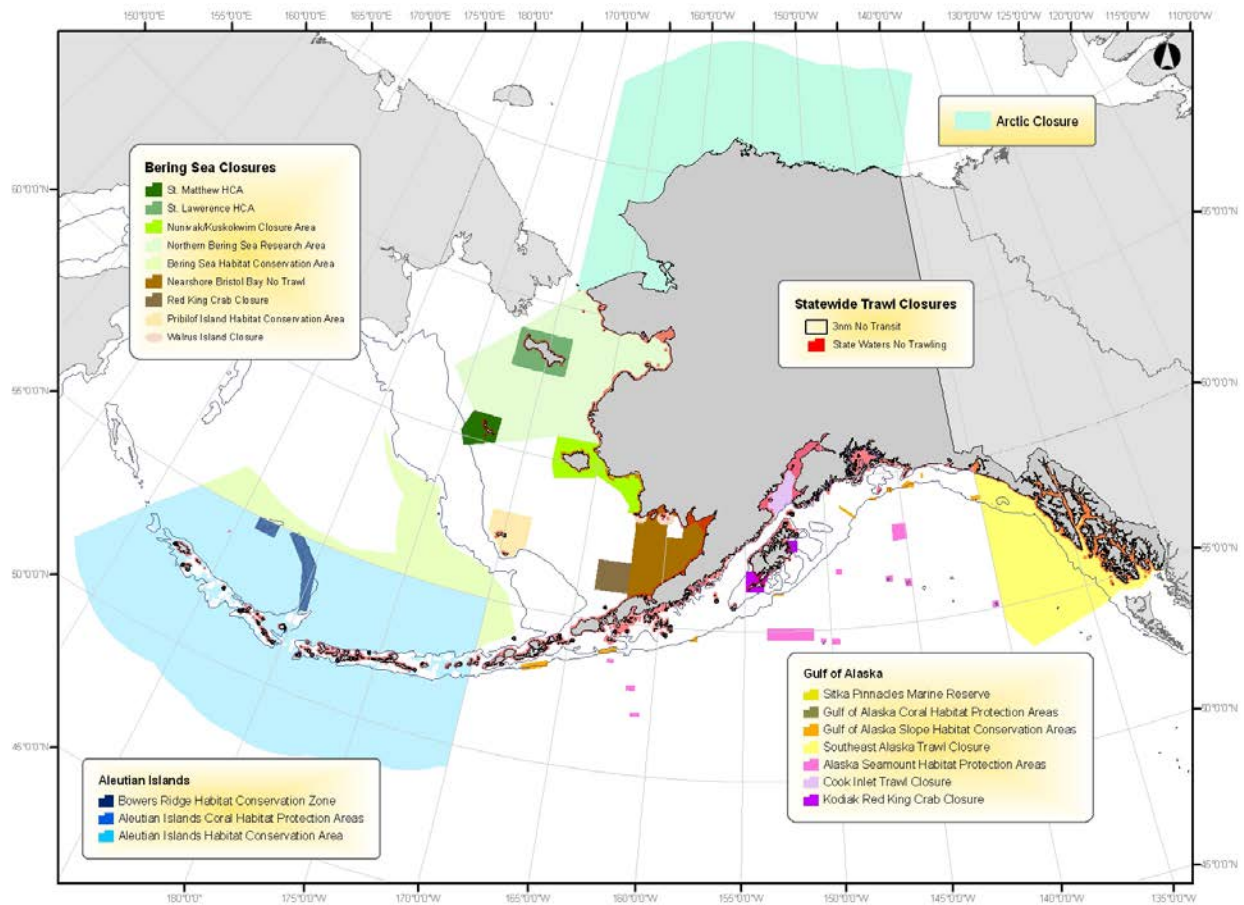 150°0'0"E 160°0'0"E 165°0'0"E 170°0'0"E 175°0'0"E 180°0'0" 175°0'0"W 170°0'0"W 165°0'0"W 160°0'0"W 155°0'0"W 150°0'0"W 140°0'0"W 130°0'0"W 120°0'0"W 115°0'0"W 110°0'0"W
Arctic Closure
Bering Sea Closures
St. Matthew HCA
St. Lawerence HCA
Nunivak/Kuskokwim Closure Area
Northern Bering Sea Research Area
Bering Sea Habitat Conservation Area
Nearshore Bristol Bay No Trawl
Red King Crab Closure
Pribilof Island Habitat Conservation Area
Walrus Island Closure
60°0'0"N
65°0'0"N
Statewide Trawl Closures
3nm No Transit
State Waters No Trawling
55°0'0"N
60°0'0"N
50°0'0"N
55°0'0"N
Gulf of Alaska
Sitka Pinnacles Marine Reserve
Gulf of Alaska Coral Habitat Protection Areas
Gulf of Alaska Slope Habitat Conservation Areas
Southeast Alaska Trawl Closure
Alaska Seamount Habitat Protection Areas
Cook Inlet Trawl Closure
Kodiak Red King Crab Closure
50°0'0"N
45°0'0"N
Aleutian Islands
Bowers Ridge Habitat Conservation Zone
Aleutian Islands Coral Habitat Protection Areas
Aleutian Islands Habitat Conservation Area
45°0'0"N
180°0'0" 175°0'0"W 170°0'0"W 165°0'0"W 160°0'0"W 155°0'0"W 150°0'0"W 145°0'0"W 140°0'0"W 135°0'0"W